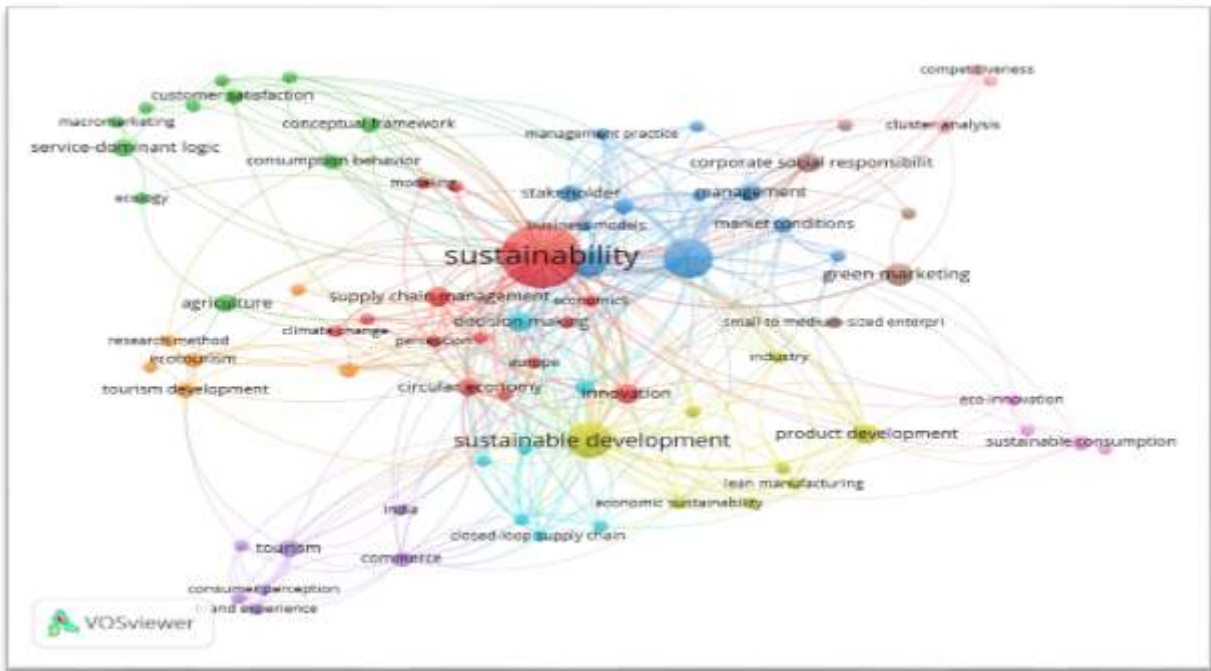 competitiveness
customer satisfaction
macromarketing
conceptual framework
cluster analysis
management practice
service-dominant logic
consumption behavior
corporate social responsibilit
modeling
stakeholder
management
ecology
business models
market conditions
sustainability
green marketing
agriculture
supply chain management
economics
decision making
small to medium-sized enterpri
climate change
research method
perception
ecotourism
europe
industry
tourism development
circular economy
innovation
eco-innovation
sustainable development
product development
sustainable consumption
lean manufacturing
economic sustainability
india
closed-loop supply chain
tourism
commerce
consumer perception
brand experience
VOSviewer